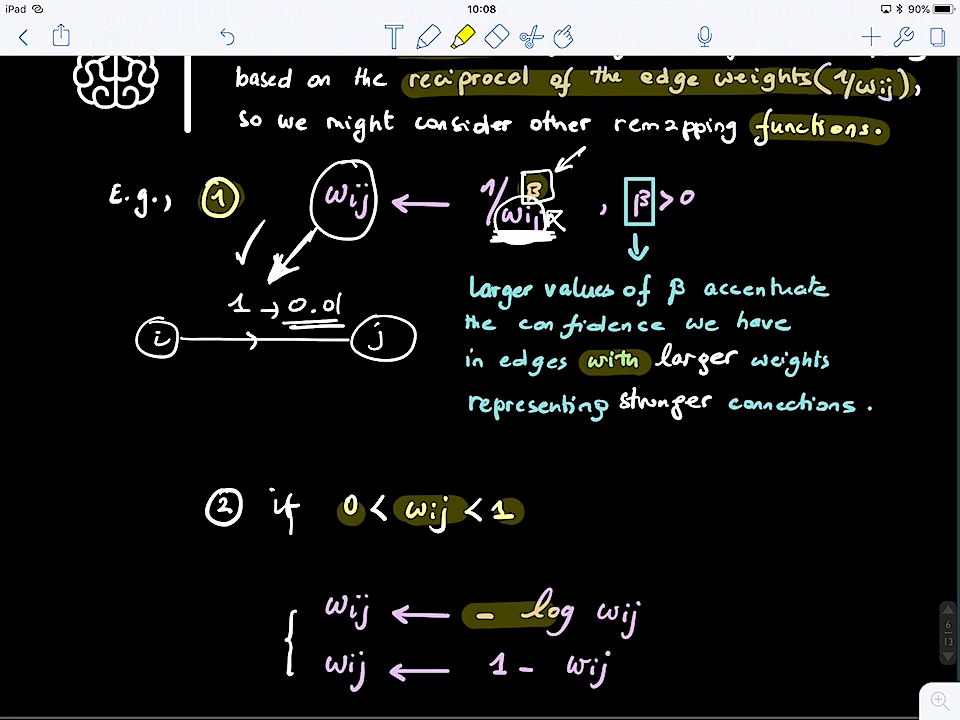 iPad 10:08 90%
based on the reciprocal of the edge weights (1/wij),
so we might consider other remapping functions.
E.g., 1 wij ← 1/wij β , β > 0
1 → 0.01
i j
Larger values of β accentuate
the confidence we have
in edges with larger weights
representing stronger connections.
2 if 0 < wij < 1
wij ← - log wij
wij ← 1 - wij
6
13